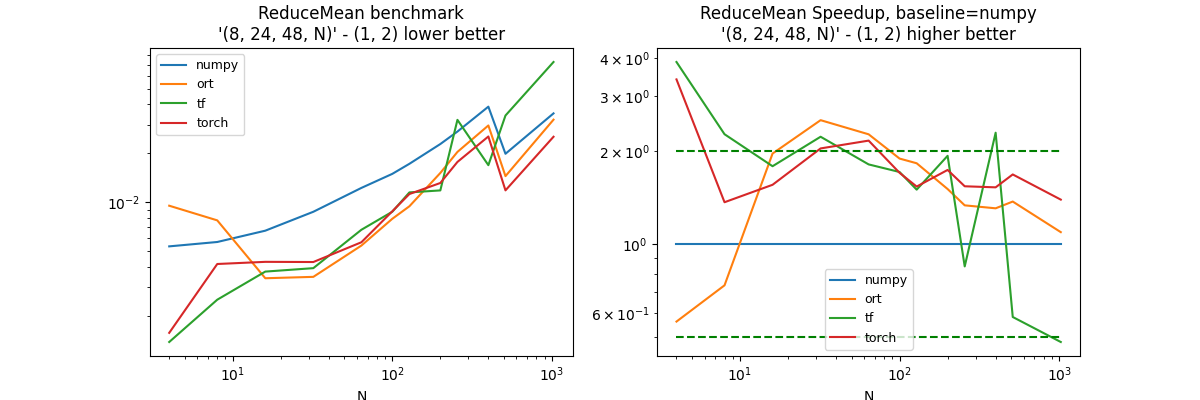 ReduceMean benchmark
'(8, 24, 48, N)' - (1, 2) lower better
numpy
ort
tf
torch
10⁻²
10¹
10²
10³
N
ReduceMean Speedup, baseline=numpy
'(8, 24, 48, N)' - (1, 2) higher better
4 × 10⁰
3 × 10⁰
2 × 10⁰
10⁰
6 × 10⁻¹
numpy
ort
tf
torch
10¹
10²
10³
N